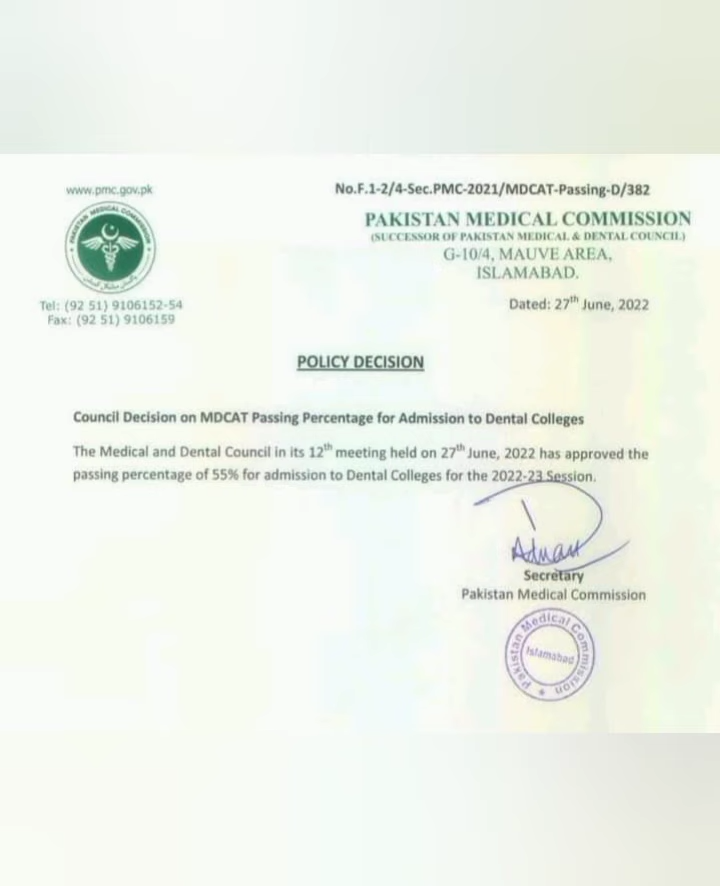 www.pmc.gov.pk
No.F.1-2/4-Sec.PMC-2021/MDCAT-Passing-D/382
PAKISTAN MEDICAL COMMISSION
(SUCCESSOR OF PAKISTAN MEDICAL & DENTAL COUNCIL)
G-10/4, MAUVE AREA,
ISLAMABAD.
PAKISTAN MEDICAL COMMISSION
Tel: (92 51) 9106152-54
Fax: (92 51) 9106159
Dated: 27th June, 2022
POLICY DECISION
Council Decision on MDCAT Passing Percentage for Admission to Dental Colleges
The Medical and Dental Council in its 12th meeting held on 27th June, 2022 has approved the
passing percentage of 55% for admission to Dental Colleges for the 2022-23 Session.
Adnan
Secretary
Pakistan Medical Commission
Pakistan Medical Commission
Islamabad